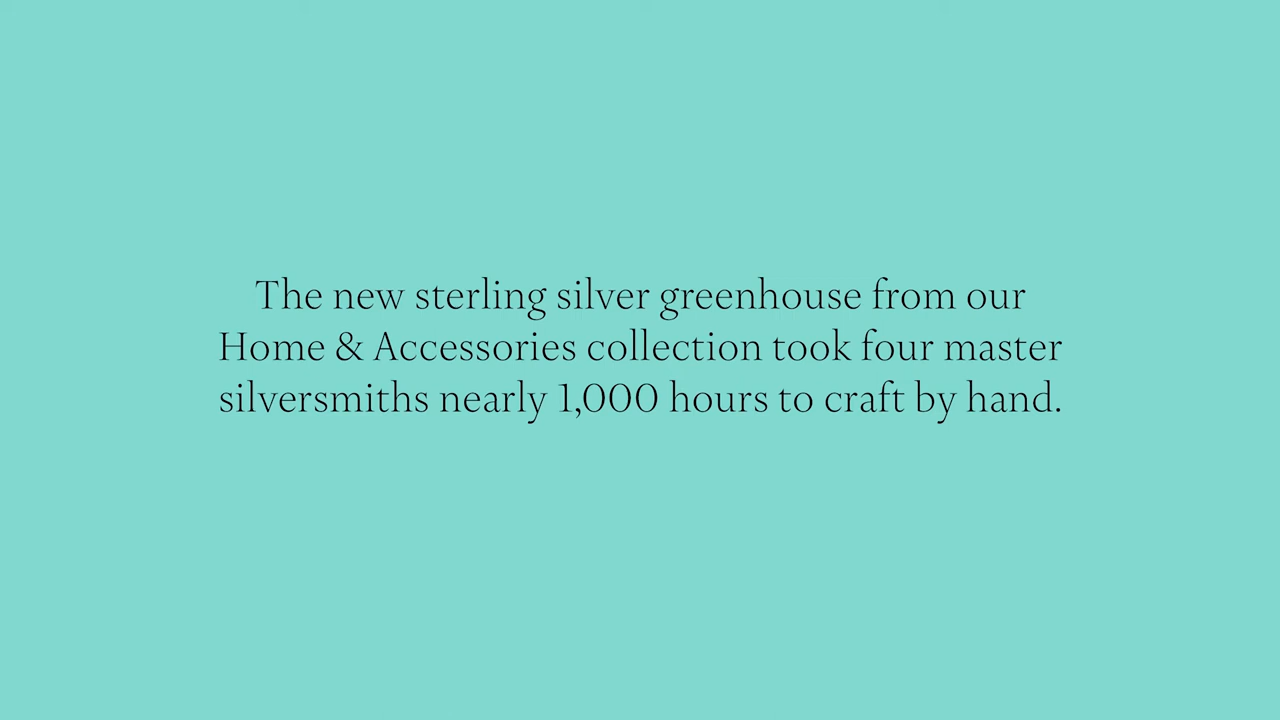 The new sterling silver greenhouse from our
Home & Accessories collection took four master
silversmiths nearly 1,000 hours to craft by hand.